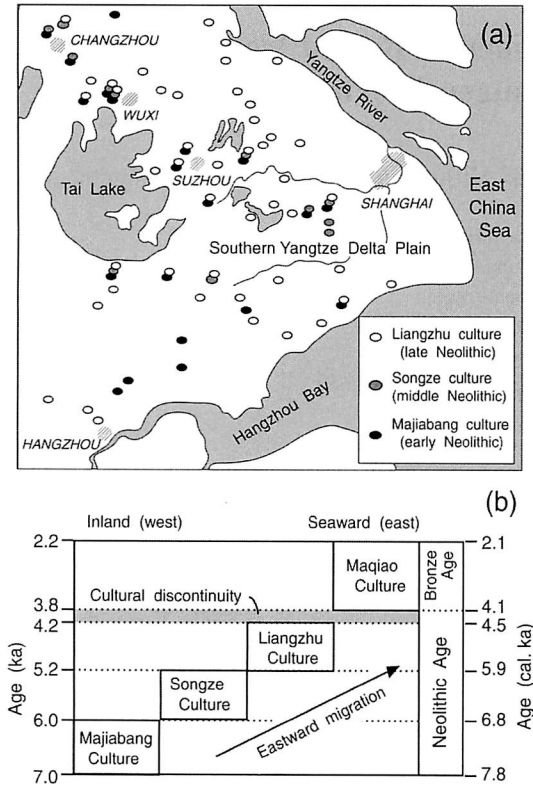 (a)
CHANGZHOU
WUXI
Yangtze River
Tai Lake
SUZHOU
SHANGHAI
East
China
Sea
Southern Yangtze Delta Plain
Liangzhu culture
(late Neolithic)
Songze culture
(middle Neolithic)
Majiabang culture
(early Neolithic)
Hangzhou Bay
HANGZHOU
(b)
Inland (west)
Seaward (east)
2.2
2.1
Maqiao
Culture
Bronze
Age
Cultural discontinuity
3.8
4.1
4.2
4.5
Liangzhu
Culture
5.2
5.9
Songze
Culture
6.0
6.8
Eastward migration
Majiabang
Culture
7.0
7.8
Age (ka)
Neolithic Age
Age (cal. ka)